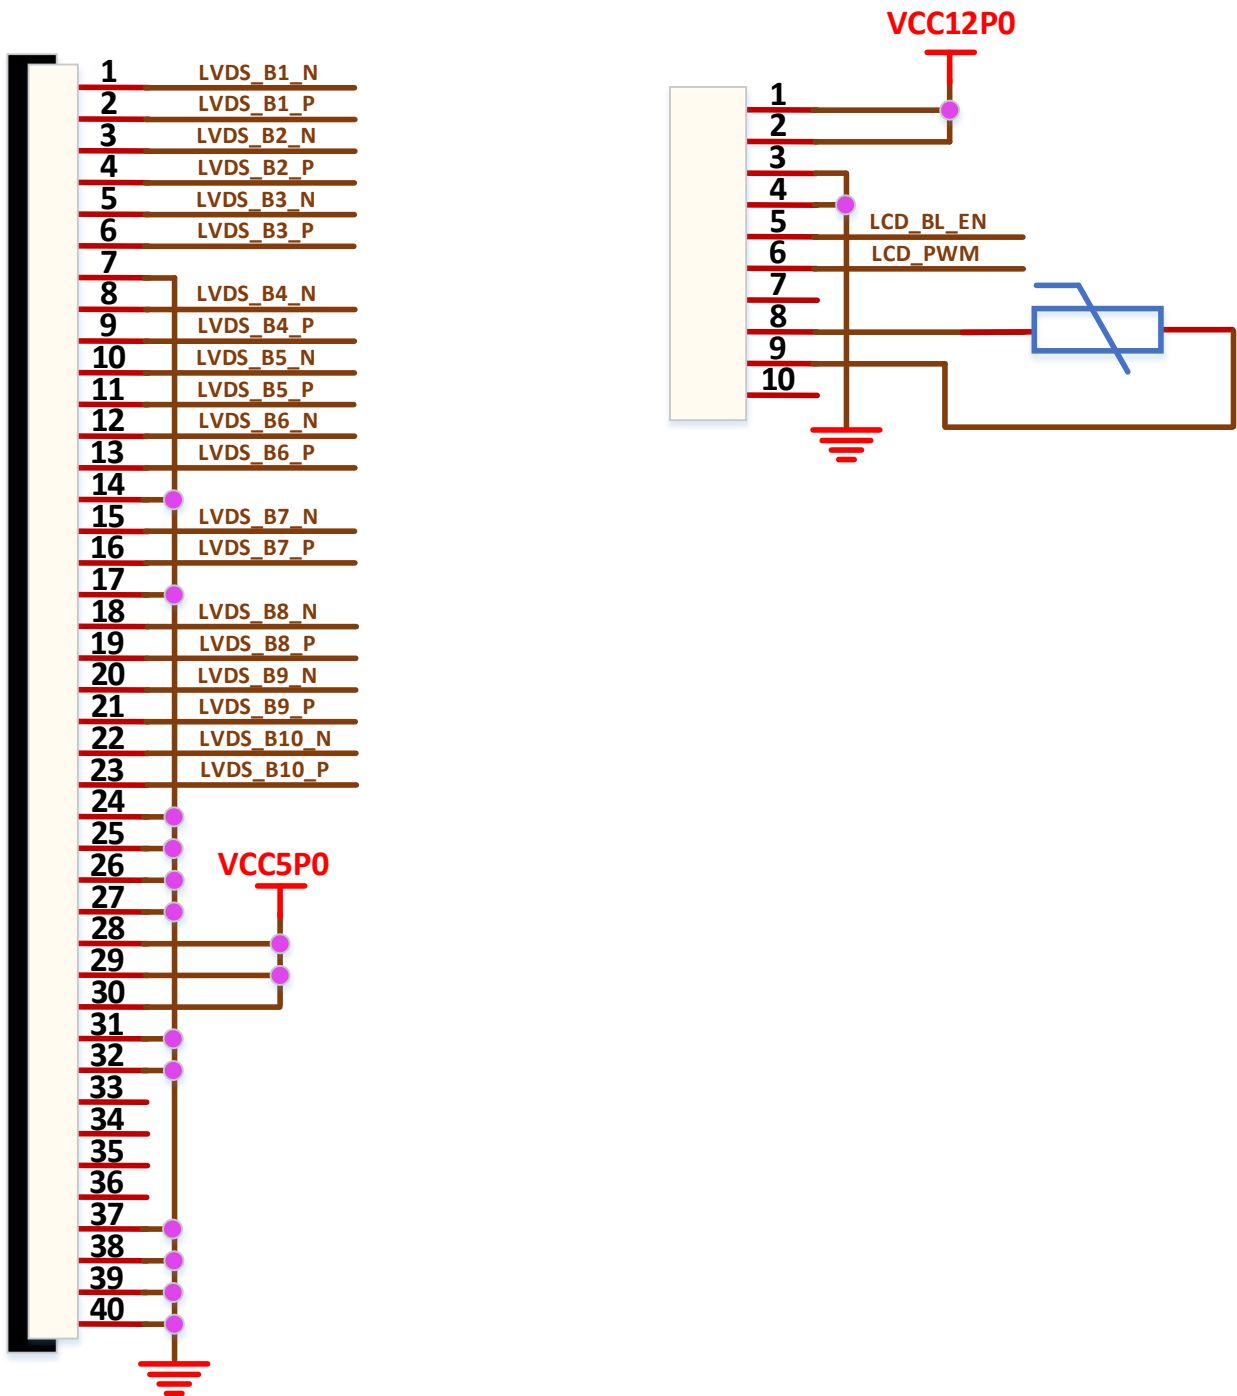 1 LVDS_B1_N
2 LVDS_B1_P
3 LVDS_B2_N
4 LVDS_B2_P
5 LVDS_B3_N
6 LVDS_B3_P
7
8 LVDS_B4_N
9 LVDS_B4_P
10 LVDS_B5_N
11 LVDS_B5_P
12 LVDS_B6_N
13 LVDS_B6_P
14
15 LVDS_B7_N
16 LVDS_B7_P
17
18 LVDS_B8_N
19 LVDS_B8_P
20 LVDS_B9_N
21 LVDS_B9_P
22 LVDS_B10_N
23 LVDS_B10_P
24
25
26
VCC5P0
27
28
29
30
31
32
33
34
35
36
37
38
39
40
VCC12P0
1
2
3
4
5 LCD_BL_EN
6 LCD_PWM
7
8
9
10